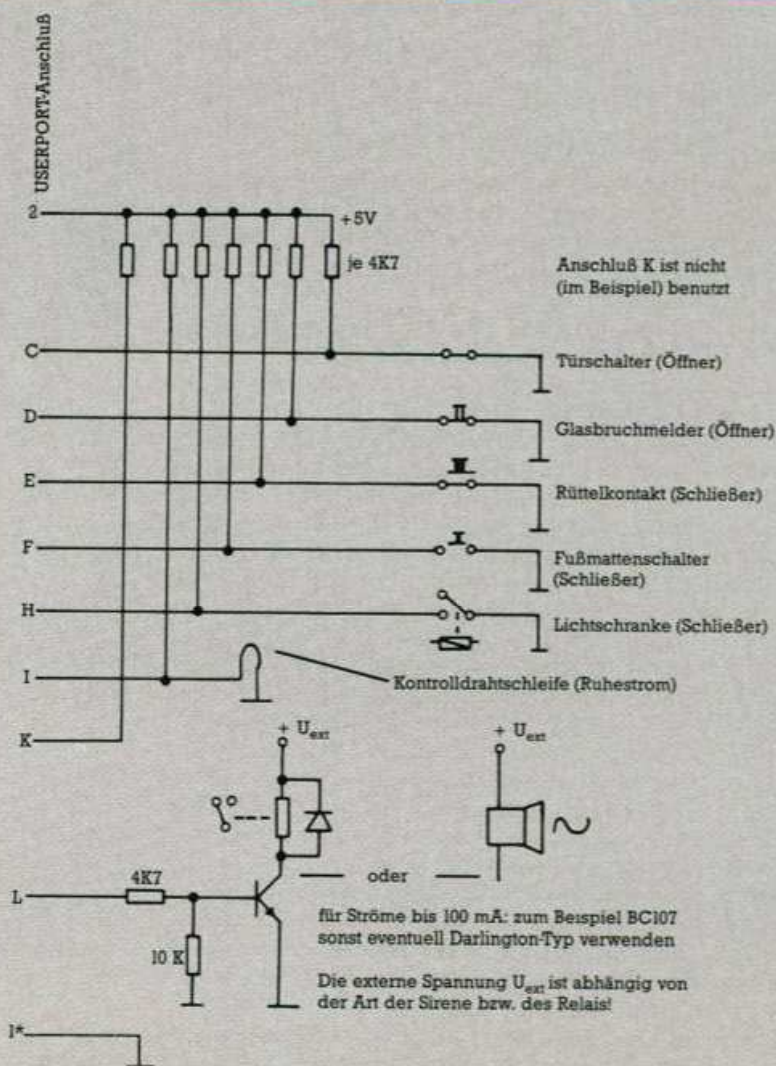 USERPORT-Anschluß
2
+5V
je 4K7
Anschluß K ist nicht
(im Beispiel) benutzt
C
Türschalter (Öffner)
D
Glasbruchmelder (Öffner)
E
Rüttelkontakt (Schließer)
F
Fußmattenschalter
(Schließer)
H
Lichtschranke (Schließer)
I
Kontrolldrahtschleife (Ruhestrom)
K
+ Uext
+ Uext
oder
4K7
L
für Ströme bis 100 mA: zum Beispiel BC107
sonst eventuell Darlington-Typ verwenden
10 K
Die externe Spannung Uext ist abhängig von
der Art der Sirene bzw. des Relais!
1*